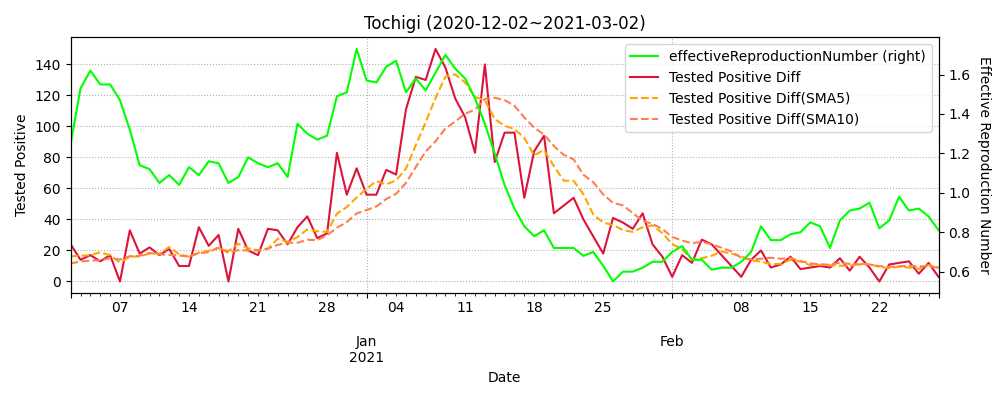 Tochigi (2020-12-02~2021-03-02)
effectiveReproductionNumber (right)
Tested Positive Diff
Tested Positive Diff(SMA5)
Tested Positive Diff(SMA10)
Tested Positive
140
120
100
80
60
40
20
0
1.6
1.4
1.2
1.0
0.8
0.6
Effective Reproduction Number
07
14
21
28
04
11
18
25
08
15
22
Jan
2021
Feb
Date